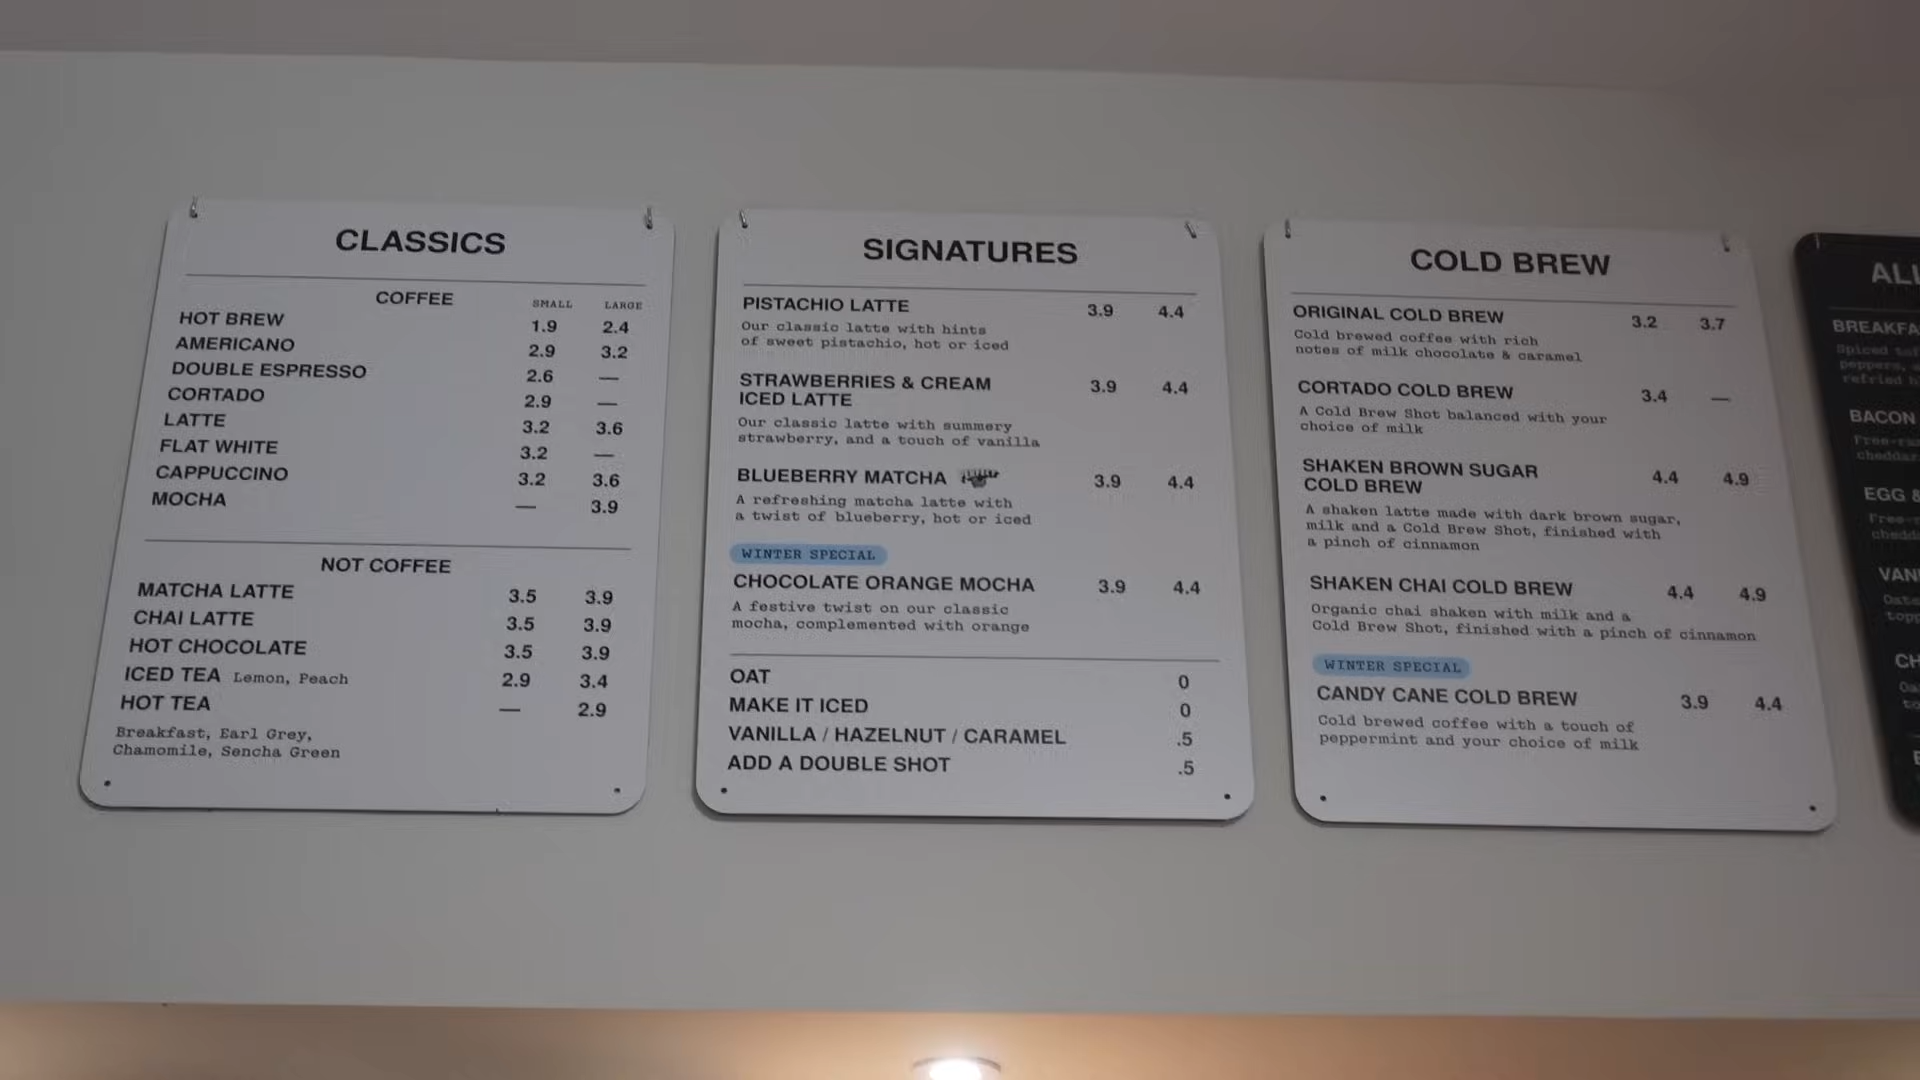 CLASSICS
COFFEE SMALL LARGE
HOT BREW 1.9 2.4
AMERICANO 2.9 3.2
DOUBLE ESPRESSO 2.6 —
CORTADO 2.9 —
LATTE 3.2 3.6
FLAT WHITE 3.2 —
CAPPUCCINO 3.2 3.6
MOCHA — 3.9
NOT COFFEE
MATCHA LATTE 3.5 3.9
CHAI LATTE 3.5 3.9
HOT CHOCOLATE 3.5 3.9
ICED TEA Lemon, Peach 2.9 3.4
HOT TEA — 2.9
Breakfast, Earl Grey,
Chamomile, Sencha Green
SIGNATURES
PISTACHIO LATTE 3.9 4.4
Our classic latte with hints
of sweet pistachio, hot or iced
STRAWBERRIES & CREAM 3.9 4.4
ICED LATTE
Our classic latte with summery
strawberry, and a touch of vanilla
BLUEBERRY MATCHA 3.9 4.4
A refreshing matcha latte with
a twist of blueberry, hot or iced
WINTER SPECIAL
CHOCOLATE ORANGE MOCHA 3.9 4.4
A festive twist on our classic
mocha, complemented with orange
OAT 0
MAKE IT ICED 0
VANILLA / HAZELNUT / CARAMEL .5
ADD A DOUBLE SHOT .5
COLD BREW
ORIGINAL COLD BREW 3.2 3.7
Cold brewed coffee with rich
notes of milk chocolate & caramel
CORTADO COLD BREW 3.4 —
A Cold Brew Shot balanced with your
choice of milk
SHAKEN BROWN SUGAR 4.4 4.9
COLD BREW
A shaken latte made with dark brown sugar,
milk and a Cold Brew Shot, finished with
a pinch of cinnamon
SHAKEN CHAI COLD BREW 4.4 4.9
Organic chai shaken with milk and a
Cold Brew Shot, finished with a pinch of cinnamon
WINTER SPECIAL
CANDY CANE COLD BREW 3.9 4.4
Cold brewed coffee with a touch of
peppermint and your choice of milk
BACON
EGG &